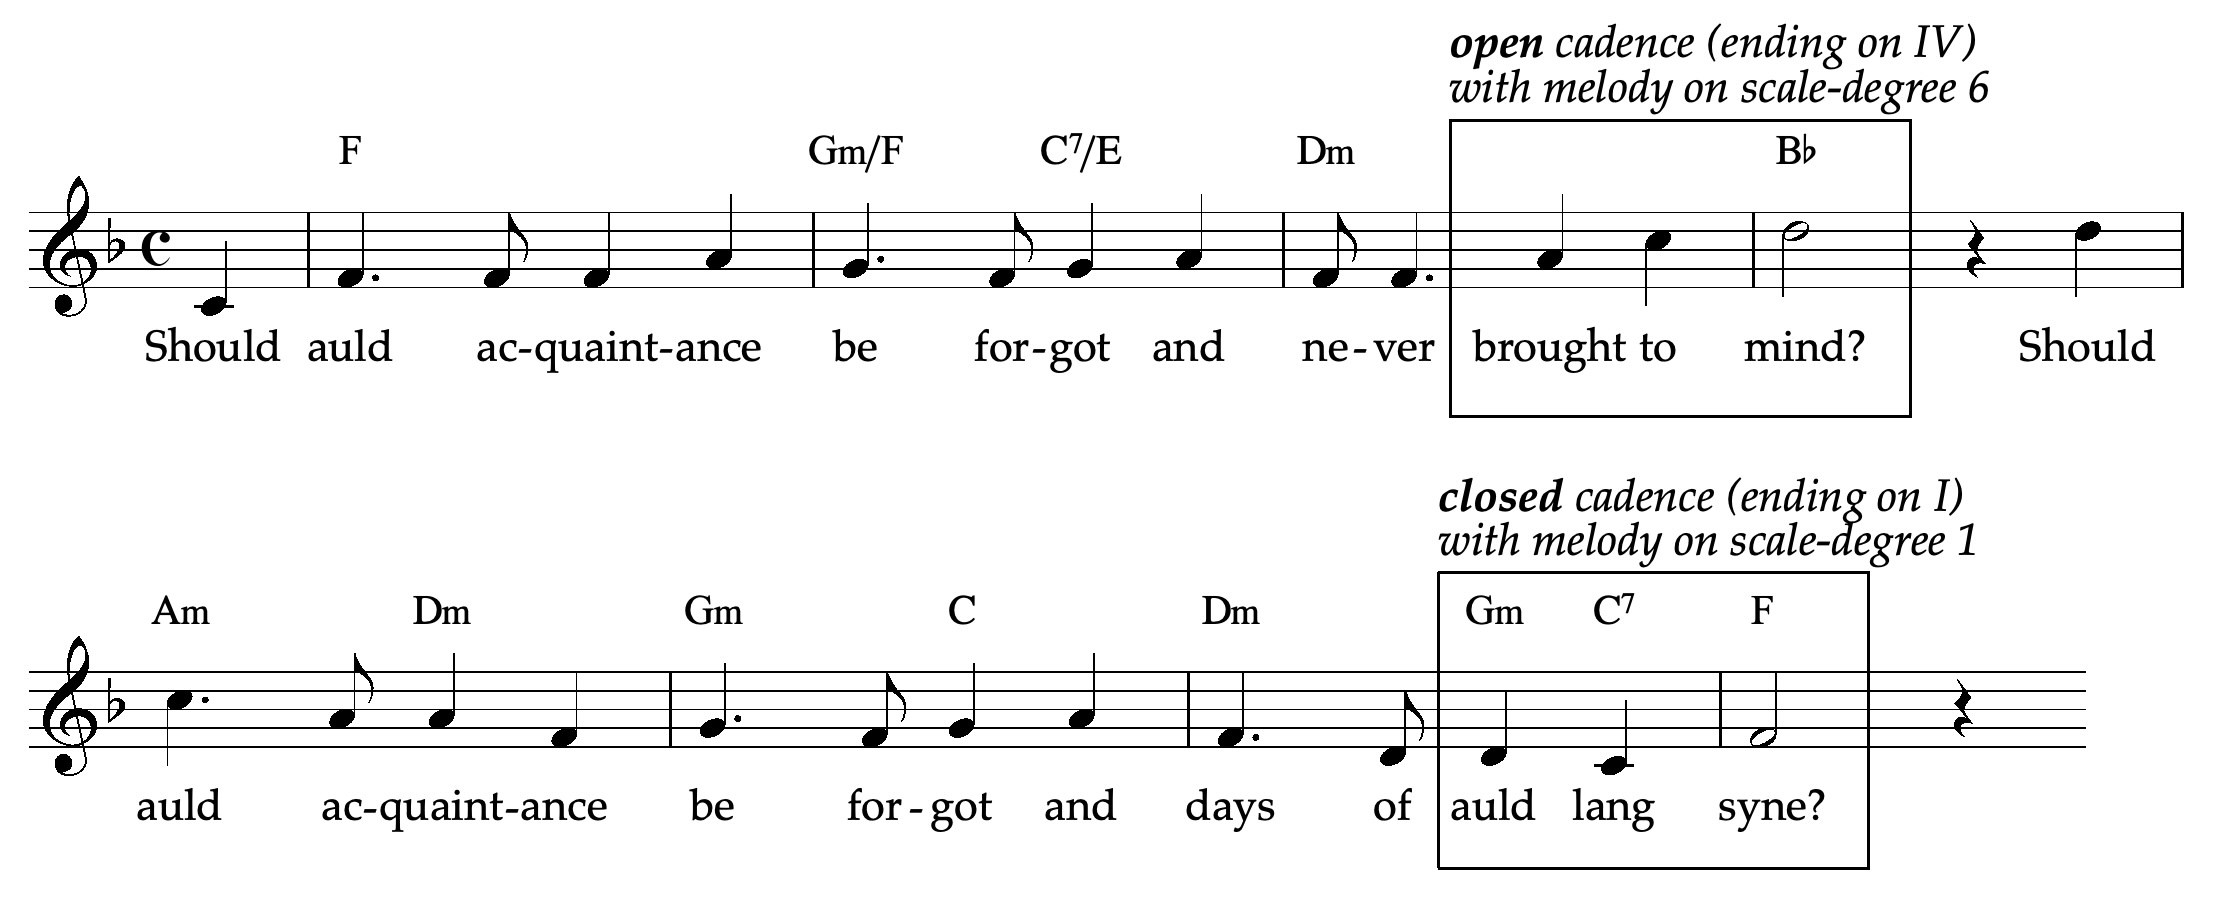 open cadence (ending on IV)
with melody on scale-degree 6
F Gm/F C7/E Dm B♭
Should auld ac-quaint-ance be for-got and ne-ver brought to mind? Should
closed cadence (ending on I)
with melody on scale-degree 1
Am Dm Gm C Dm Gm C7 F
auld ac-quaint-ance be for-got and days of auld lang syne?